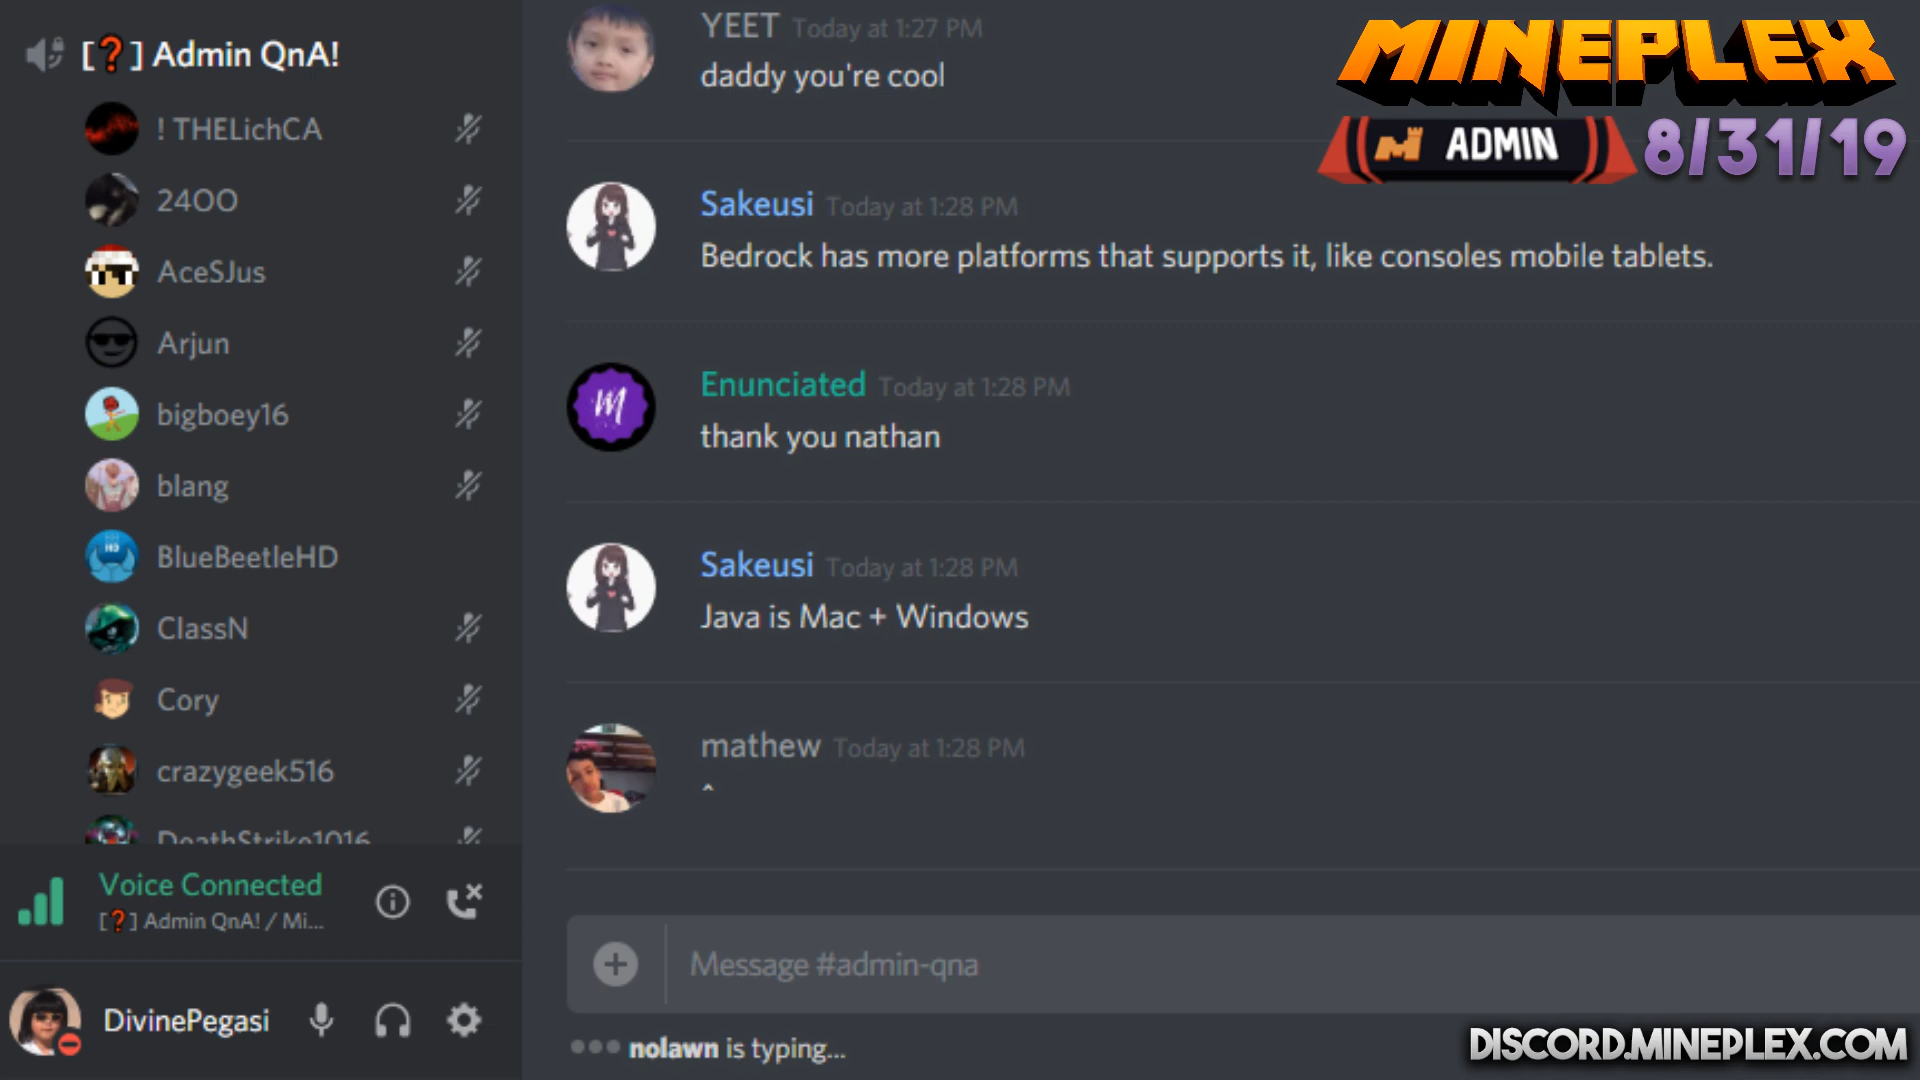 [❓] Admin QnA!
! THELichCA
24OO
AceSJus
Arjun
bigboey16
blang
BlueBeetleHD
ClassN
Cory
crazygeek516
DeathStrike1016
Voice Connected
[❓] Admin QnA! / Mi...
DivinePegasi
YEET Today at 1:27 PM
daddy you're cool
Sakeusi Today at 1:28 PM
Bedrock has more platforms that supports it, like consoles mobile tablets.
Enunciated Today at 1:28 PM
thank you nathan
Sakeusi Today at 1:28 PM
Java is Mac + Windows
mathew Today at 1:28 PM
^
Message #admin-qna
nolawn is typing...
MINEPLEX
ADMIN 8/31/19
DISCORD.MINEPLEX.COM